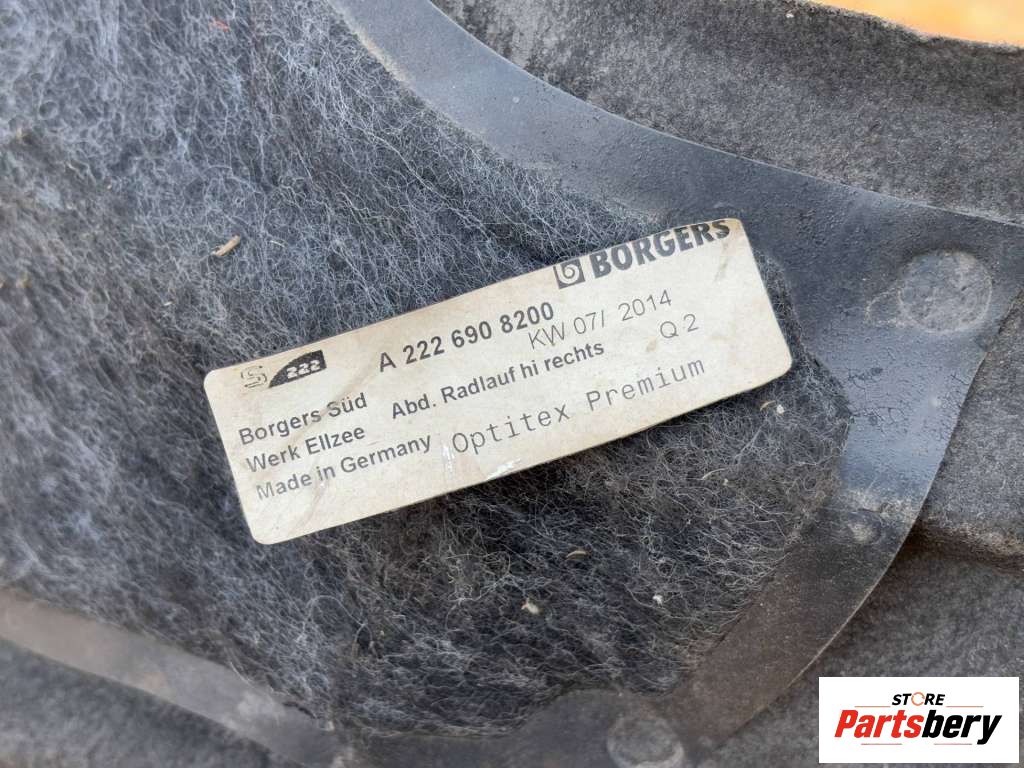 BORGERS
S 222 A 222 690 8200
KW 07/ 2014
Borgers Süd Abd. Radlauf hi rechts Q 2
Werk Ellzee
Made in Germany Optitex Premium
STORE
Partsbery